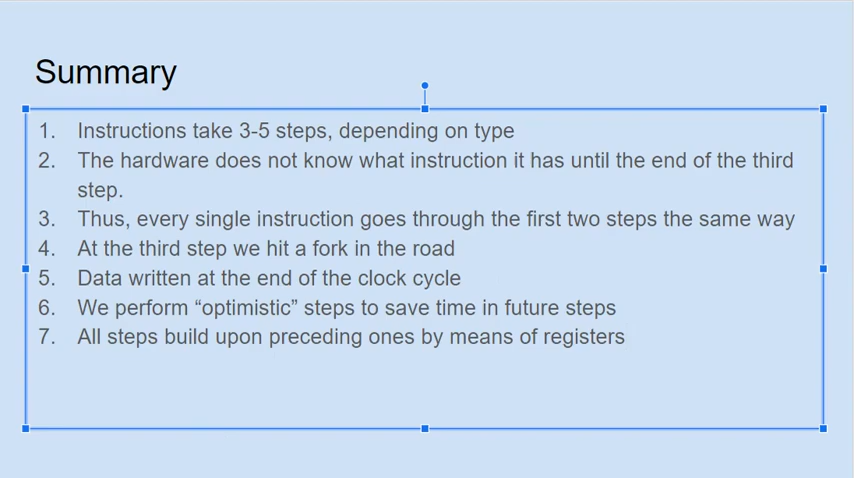 Summary
1. Instructions take 3-5 steps, depending on type
2. The hardware does not know what instruction it has until the end of the third
step.
3. Thus, every single instruction goes through the first two steps the same way
4. At the third step we hit a fork in the road
5. Data written at the end of the clock cycle
6. We perform “optimistic” steps to save time in future steps
7. All steps build upon preceding ones by means of registers